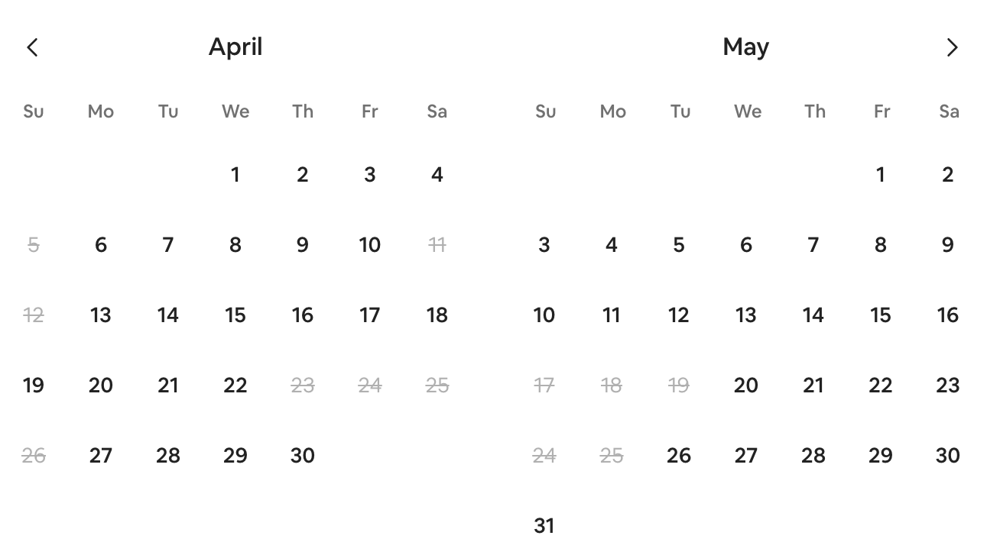 April
Su Mo Tu We Th Fr Sa
1 2 3 4
5 6 7 8 9 10 11
12 13 14 15 16 17 18
19 20 21 22 23 24 25
26 27 28 29 30
May
Su Mo Tu We Th Fr Sa
1 2
3 4 5 6 7 8 9
10 11 12 13 14 15 16
17 18 19 20 21 22 23
24 25 26 27 28 29 30
31